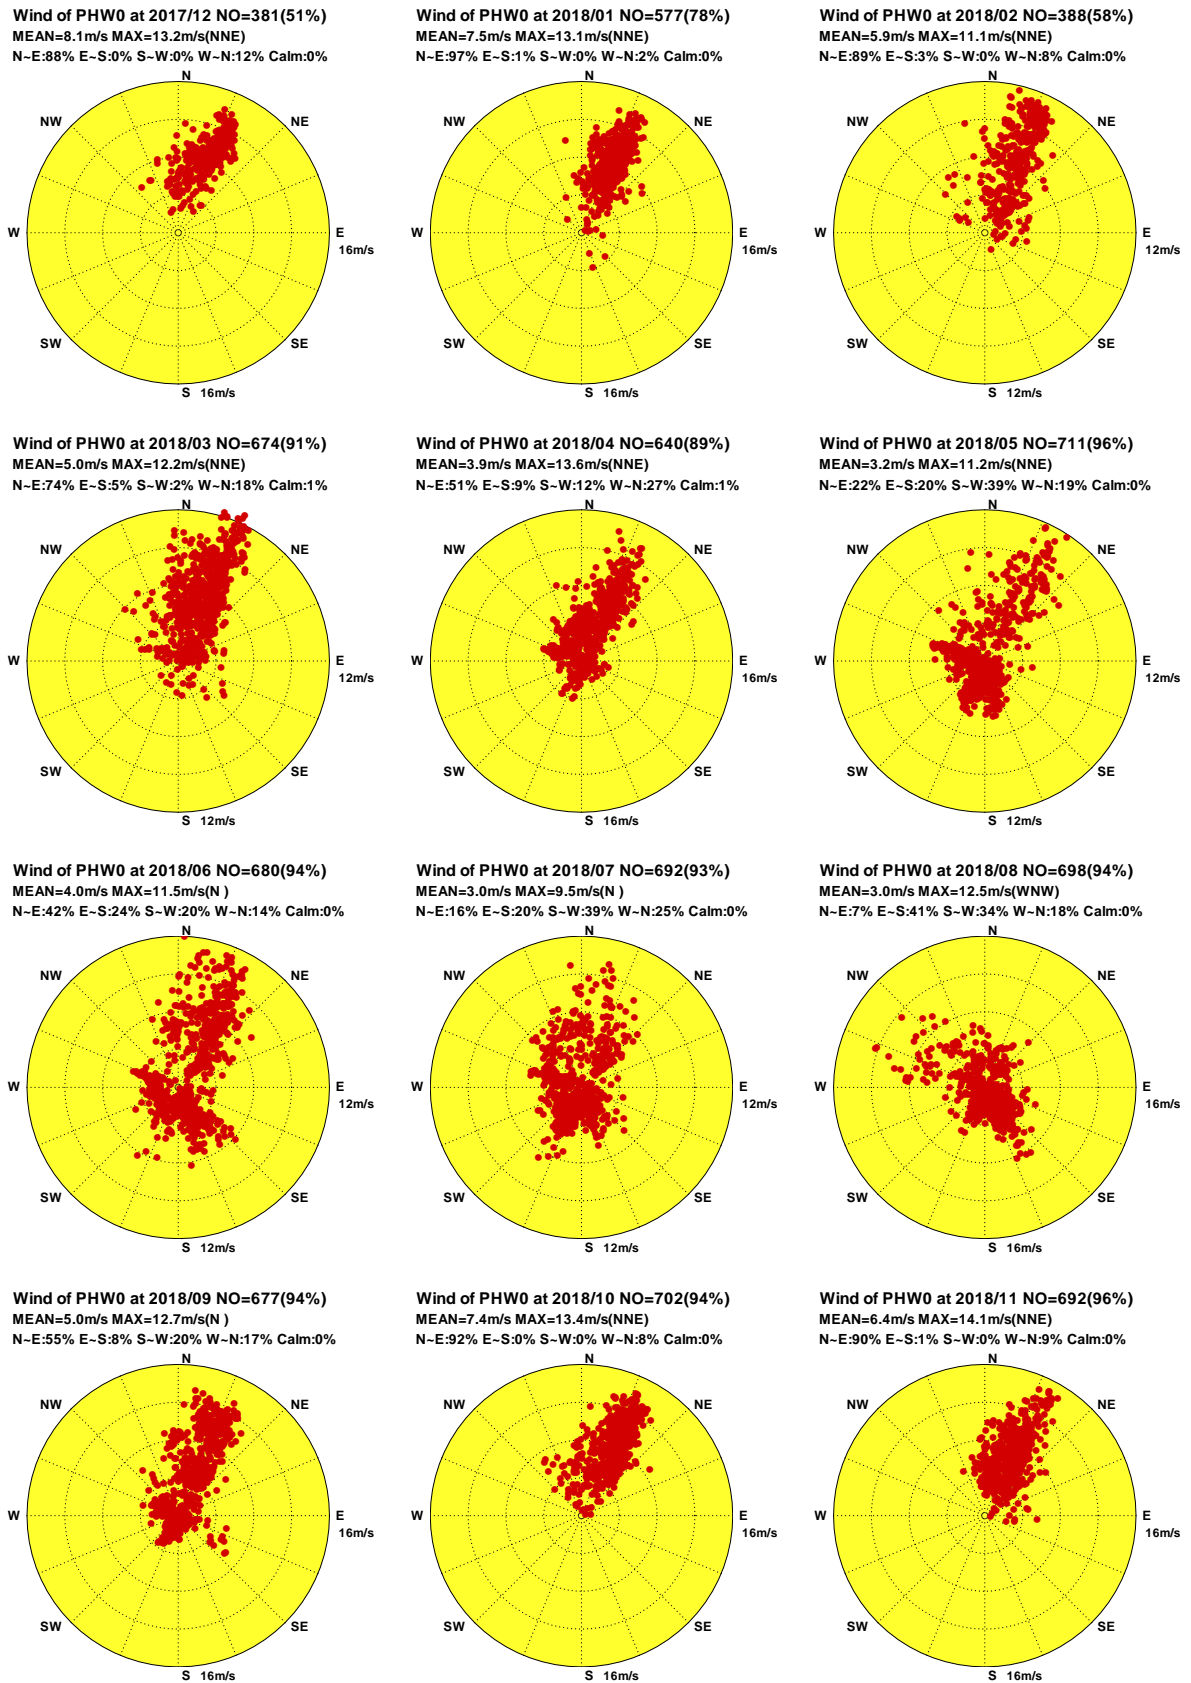 Wind of PHW0 at 2017/12 NO=381(51%)
MEAN=8.1m/s MAX=13.2m/s(NNE)
N~E:88% E~S:0% S~W:0% W~N:12% Calm:0%
N
NW
NE
W
E
16m/s
SW
SE
S 16m/s
Wind of PHW0 at 2018/01 NO=577(78%)
MEAN=7.5m/s MAX=13.1m/s(NNE)
N~E:97% E~S:1% S~W:0% W~N:2% Calm:0%
N
NW
NE
W
E
16m/s
SW
SE
S 16m/s
Wind of PHW0 at 2018/02 NO=388(58%)
MEAN=5.9m/s MAX=11.1m/s(NNE)
N~E:89% E~S:3% S~W:0% W~N:8% Calm:0%
N
NW
NE
W
E
12m/s
SW
SE
S 12m/s
Wind of PHW0 at 2018/03 NO=674(91%)
MEAN=5.0m/s MAX=12.2m/s(NNE)
N~E:74% E~S:5% S~W:2% W~N:18% Calm:1%
N
NW
NE
W
E
12m/s
SW
SE
S 12m/s
Wind of PHW0 at 2018/04 NO=640(89%)
MEAN=3.9m/s MAX=13.6m/s(NNE)
N~E:51% E~S:9% S~W:12% W~N:27% Calm:1%
N
NW
NE
W
E
16m/s
SW
SE
S 16m/s
Wind of PHW0 at 2018/05 NO=711(96%)
MEAN=3.2m/s MAX=11.2m/s(NNE)
N~E:22% E~S:20% S~W:39% W~N:19% Calm:0%
N
NW
NE
W
E
12m/s
SW
SE
S 12m/s
Wind of PHW0 at 2018/06 NO=680(94%)
MEAN=4.0m/s MAX=11.5m/s(N )
N~E:42% E~S:24% S~W:20% W~N:14% Calm:0%
N
NW
NE
W
E
12m/s
SW
SE
S 12m/s
Wind of PHW0 at 2018/07 NO=692(93%)
MEAN=3.0m/s MAX=9.5m/s(N )
N~E:16% E~S:20% S~W:39% W~N:25% Calm:0%
N
NW
NE
W
E
12m/s
SW
SE
S 12m/s
Wind of PHW0 at 2018/08 NO=698(94%)
MEAN=3.0m/s MAX=12.5m/s(WNW)
N~E:7% E~S:41% S~W:34% W~N:18% Calm:0%
N
NW
NE
W
E
16m/s
SW
SE
S 16m/s
Wind of PHW0 at 2018/09 NO=677(94%)
MEAN=5.0m/s MAX=12.7m/s(N )
N~E:55% E~S:8% S~W:20% W~N:17% Calm:0%
N
NW
NE
W
E
16m/s
SW
SE
S 16m/s
Wind of PHW0 at 2018/10 NO=702(94%)
MEAN=7.4m/s MAX=13.4m/s(NNE)
N~E:92% E~S:0% S~W:0% W~N:8% Calm:0%
N
NW
NE
W
E
16m/s
SW
SE
S 16m/s
Wind of PHW0 at 2018/11 NO=692(96%)
MEAN=6.4m/s MAX=14.1m/s(NNE)
N~E:90% E~S:1% S~W:0% W~N:9% Calm:0%
N
NW
NE
W
E
16m/s
SW
SE
S 16m/s